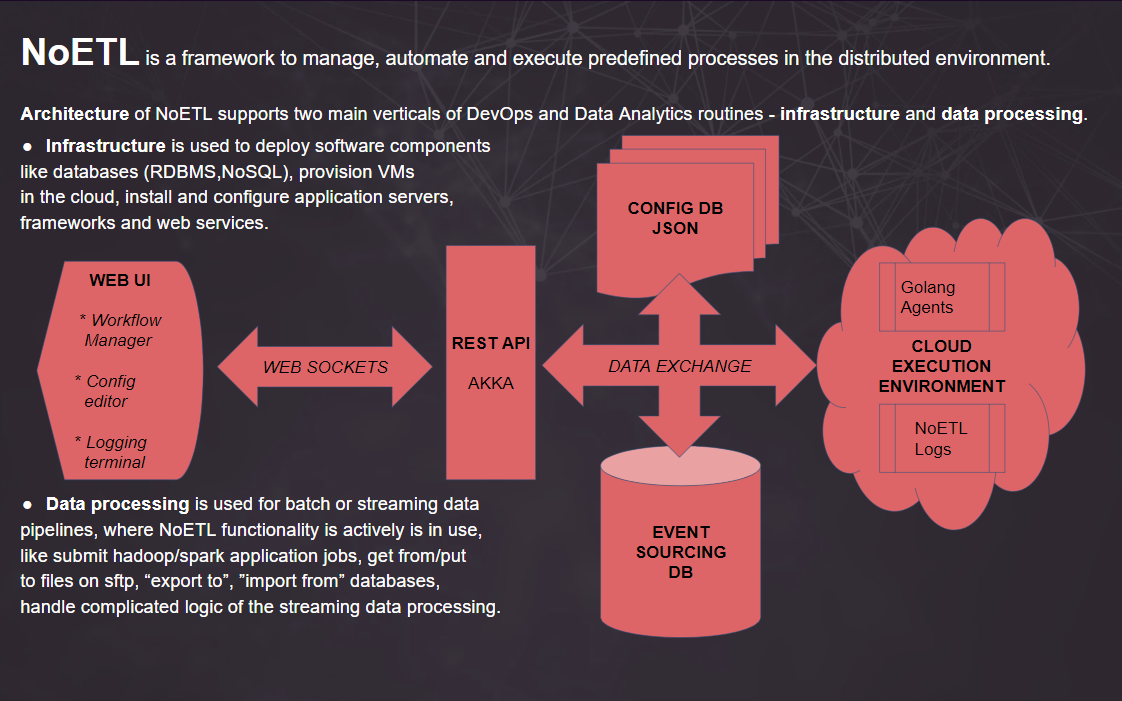 NoETL is a framework to manage, automate and execute predefined processes in the distributed environment.
Architecture of NoETL supports two main verticals of DevOps and Data Analytics routines - infrastructure and data processing.
● Infrastructure is used to deploy software components
like databases (RDBMS,NoSQL), provision VMs
in the cloud, install and configure application servers,
frameworks and web services.
CONFIG DB
JSON
WEB UI
* Workflow
Manager
* Config
editor
* Logging
terminal
WEB SOCKETS
REST API
AKKA
DATA EXCHANGE
Golang
Agents
CLOUD
EXECUTION
ENVIRONMENT
NoETL
Logs
● Data processing is used for batch or streaming data
pipelines, where NoETL functionality is actively is in use,
like submit hadoop/spark application jobs, get from/put
to files on sftp, “export to”, ”import from” databases,
handle complicated logic of the streaming data processing.
EVENT
SOURCING
DB